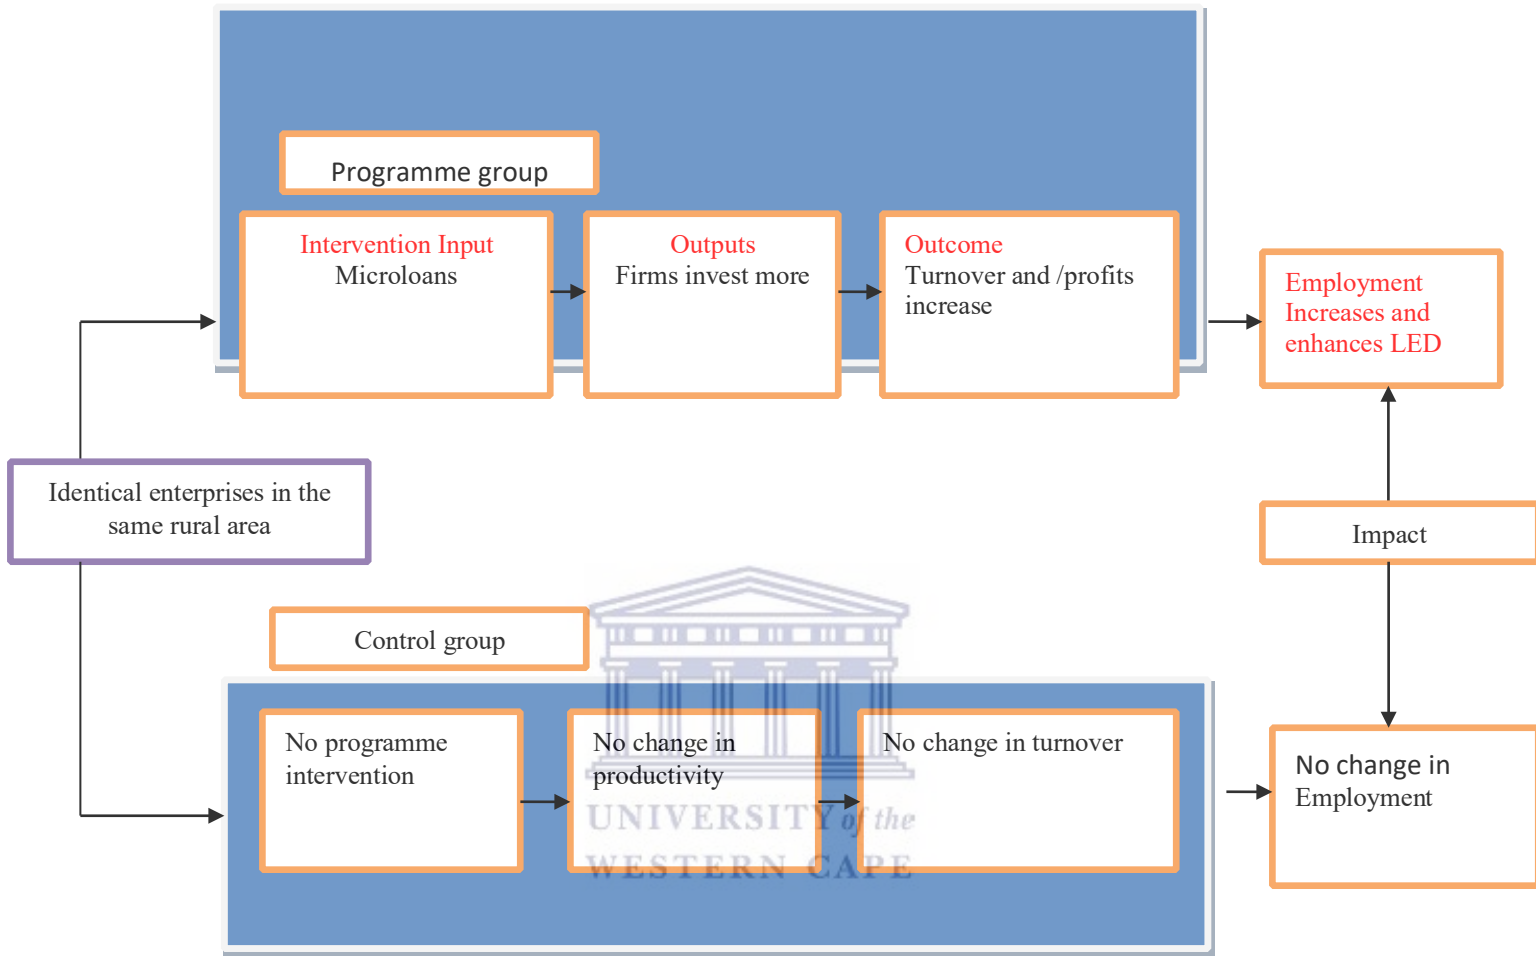 Programme group
Intervention Input
Microloans
Outputs
Firms invest more
Outcome
Turnover and /profits
increase
Employment
Increases and
enhances LED
Identical enterprises in the
same rural area
Impact
Control group
No programme
intervention
No change in
productivity
No change in turnover
No change in
Employment
UNIVERSITY of the
WESTERN CAPE